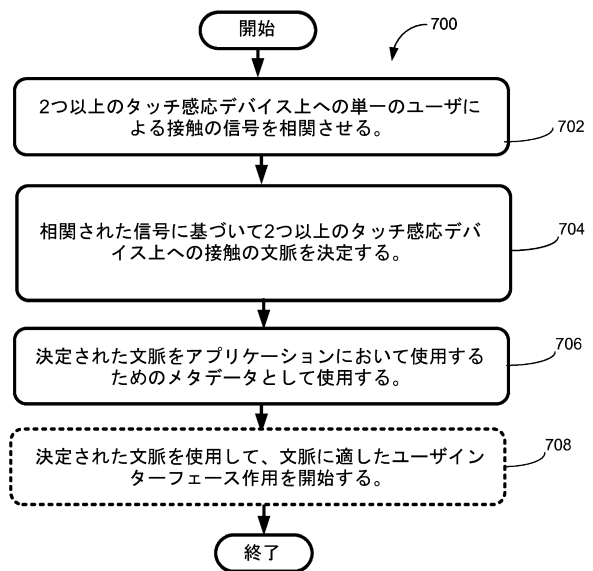 開始
700
2つ以上のタッチ感応デバイス上への単一のユーザに
よる接触の信号を相関させる。
702
相関された信号に基づいて2つ以上のタッチ感応デバ
イス上への接触の文脈を決定する。
704
決定された文脈をアプリケーションにおいて使用する
ためのメタデータとして使用する。
706
決定された文脈を使用して、文脈に適したユーザイン
ターフェース作用を開始する。
708
終了